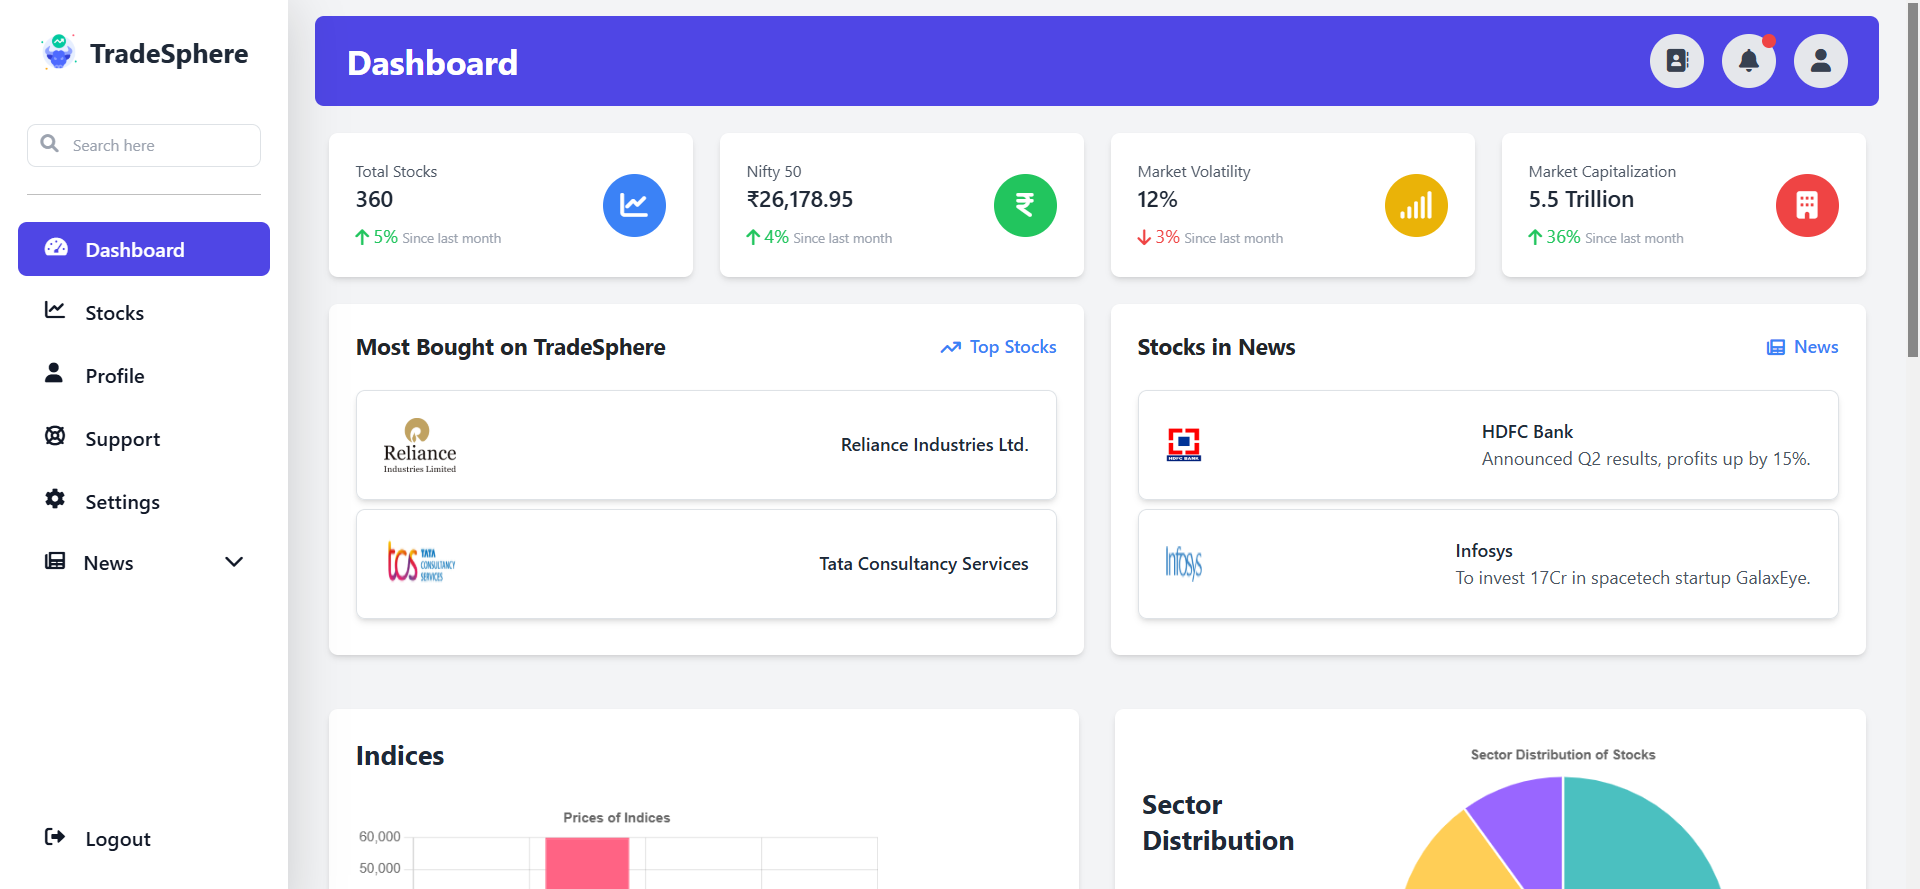 TradeSphere
Search here
Dashboard
Stocks
Profile
Support
Settings
News
Logout
Dashboard
Total Stocks
360
5% Since last month
Nifty 50
₹26,178.95
4% Since last month
Market Volatility
12%
3% Since last month
Market Capitalization
5.5 Trillion
36% Since last month
Most Bought on TradeSphere
Top Stocks
Reliance
Industries Limited
Reliance Industries Ltd.
tcs TATA
CONSULTANCY
SERVICES
Tata Consultancy Services
Stocks in News
News
HDFC BANK
HDFC Bank
Announced Q2 results, profits up by 15%.
Infosys
Infosys
To invest 17Cr in spacetech startup GalaxEye.
Indices
Prices of Indices
60,000
50,000
Sector Distribution of Stocks
Sector
Distribution